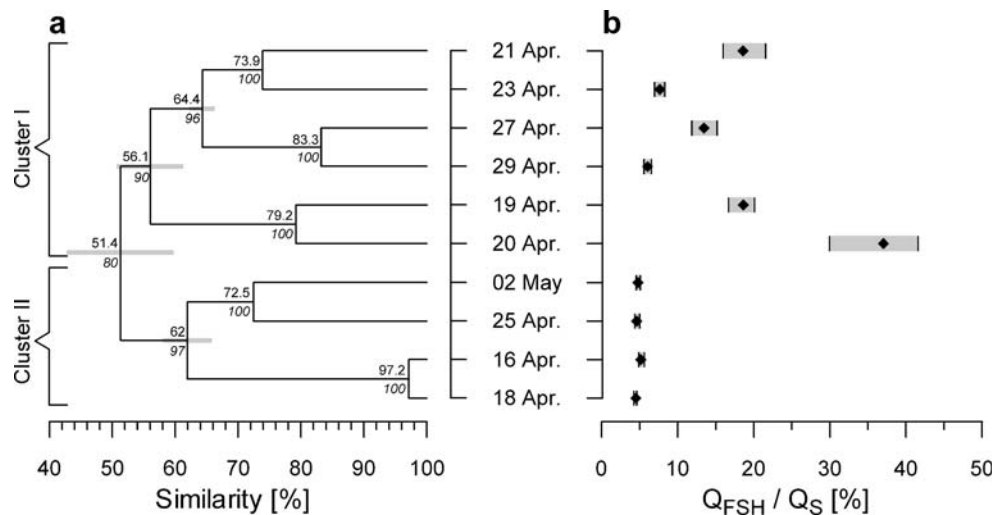 a
b
Cluster I
Cluster II
73.9
100
64.4
96
83.3
100
56.1
90
79.2
100
51.4
80
72.5
100
62
97
97.2
100
21 Apr.
23 Apr.
27 Apr.
29 Apr.
19 Apr.
20 Apr.
02 May
25 Apr.
16 Apr.
18 Apr.
40 50 60 70 80 90 100
Similarity [%]
0 10 20 30 40 50
Q_FSH / Q_S [%]